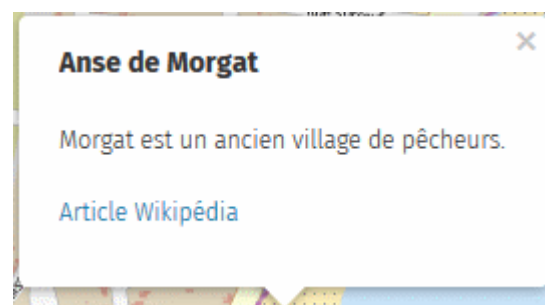 Anse de Morgat
×
Morgat est un ancien village de pêcheurs.
Article Wikipédia